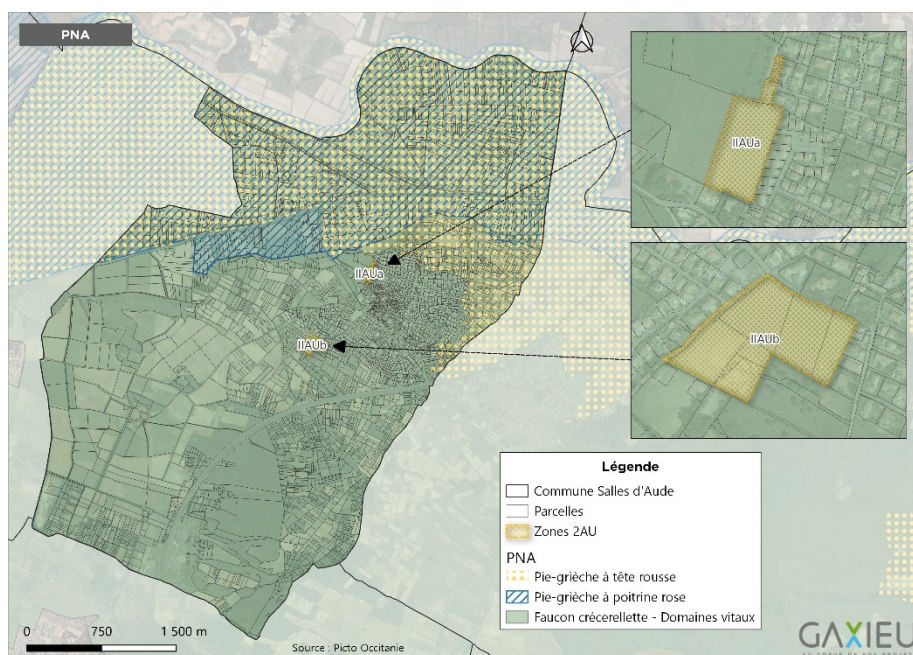 PNA
IIAUa
IIAUb
IIAUa
IIAUb
Légende
Commune Salles d'Aude
Parcelles
Zones 2AU
PNA
Pie-grièche à tête rousse
Pie-grièche à poitrine rose
Faucon crécerellette - Domaines vitaux
0 750 1 500 m
Source : Picto Occitanie
GAXIEU